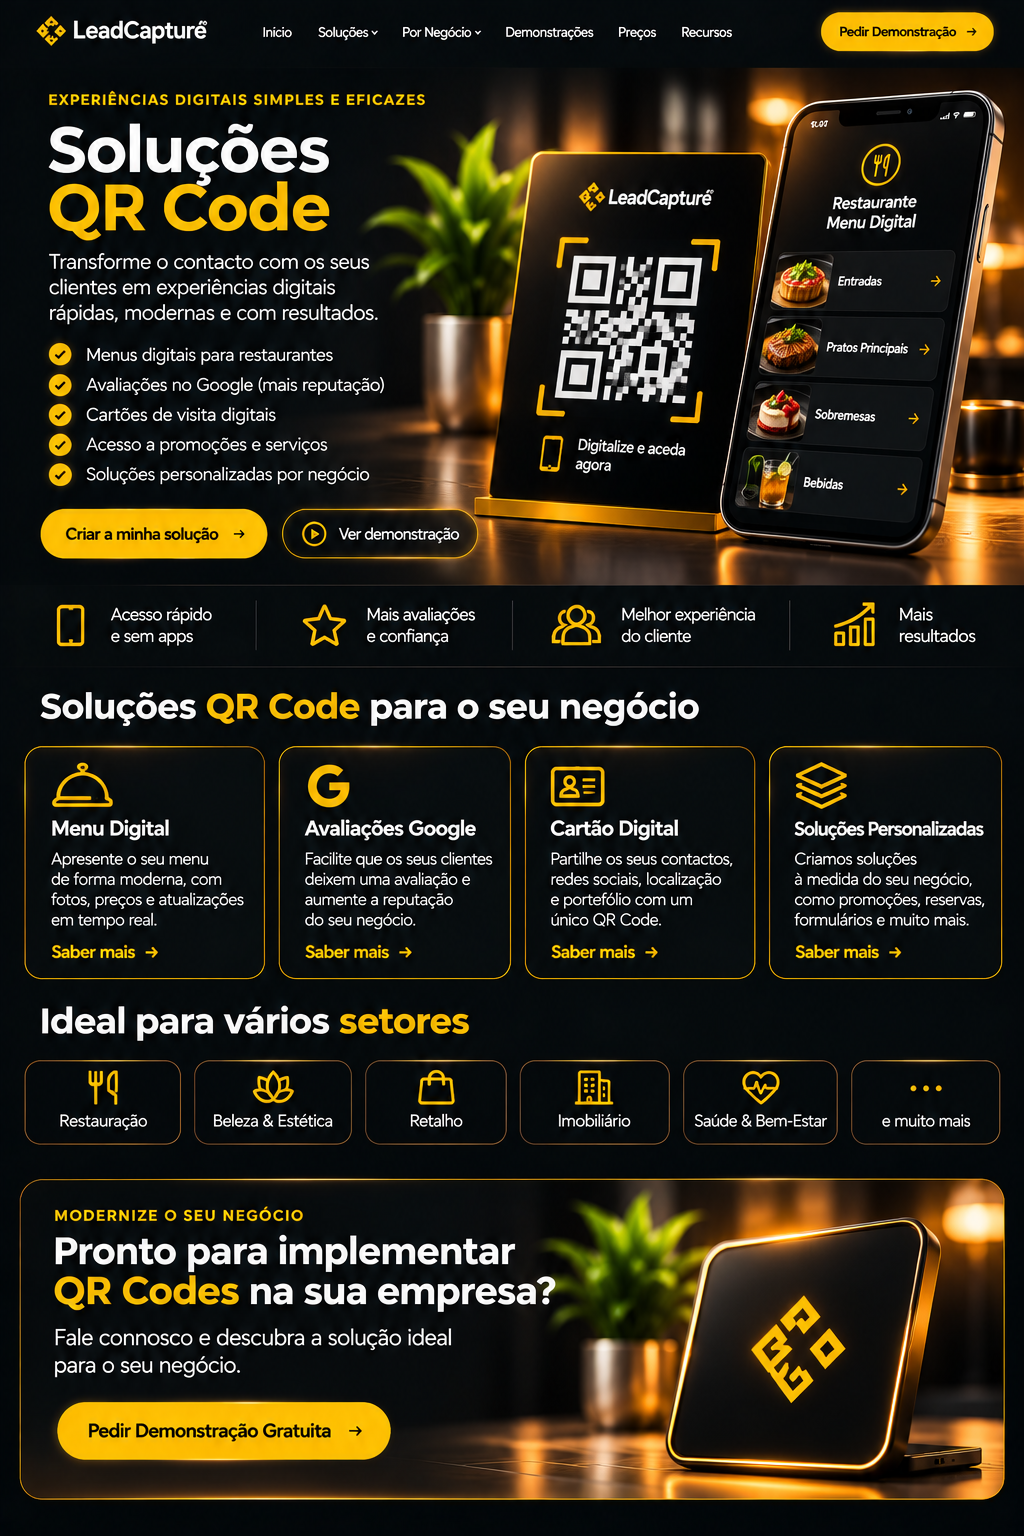 LeadCapture
Início
Soluções
Por Negócio
Demonstrações
Preços
Recursos
Pedir Demonstração →
EXPERIÊNCIAS DIGITAIS SIMPLES E EFICAZES
Soluções
QR Code
Transforme o contacto com os seus
clientes em experiências digitais
rápidas, modernas e com resultados.
Menus digitais para restaurantes
Avaliações no Google (mais reputação)
Cartões de visita digitais
Acesso a promoções e serviços
Soluções personalizadas por negócio
Criar a minha solução →
Ver demonstração
LeadCapture
Digitalize e aceda
agora
Restaurante
Menu Digital
Entradas →
Pratos Principais →
Sobremesas →
Bebidas →
Acesso rápido
e sem apps
Mais avaliações
e confiança
Melhor experiência
do cliente
Mais
resultados
Soluções QR Code para o seu negócio
Menu Digital
Apresente o seu menu
de forma moderna, com
fotos, preços e atualizações
em tempo real.
Saber mais →
G
Avaliações Google
Facilite que os seus clientes
deixem uma avaliação e
aumente a reputação
do seu negócio.
Saber mais →
Cartão Digital
Partilhe os seus contactos,
redes sociais, localização
e portefólio com um
único QR Code.
Saber mais →
Soluções Personalizadas
Criamos soluções
à medida do seu negócio,
como promoções, reservas,
formulários e muito mais.
Saber mais →
Ideal para vários setores
Restauração
Beleza & Estética
Retalho
Imobiliário
Saúde & Bem-Estar
e muito mais
MODERNIZE O SEU NEGÓCIO
Pronto para implementar
QR Codes na sua empresa?
Fale connosco e descubra a solução ideal
para o seu negócio.
Pedir Demonstração Gratuita →